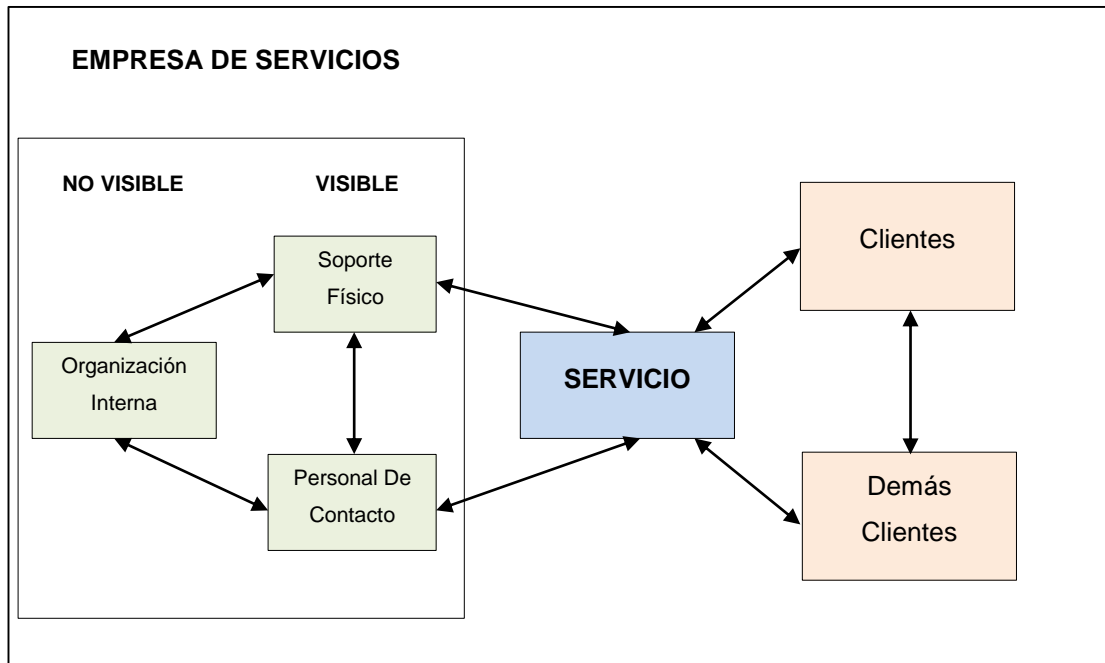 EMPRESA DE SERVICIOS
NO VISIBLE
VISIBLE
Soporte
Físico
Organización
Interna
Personal De
Contacto
SERVICIO
Clientes
Demás
Clientes